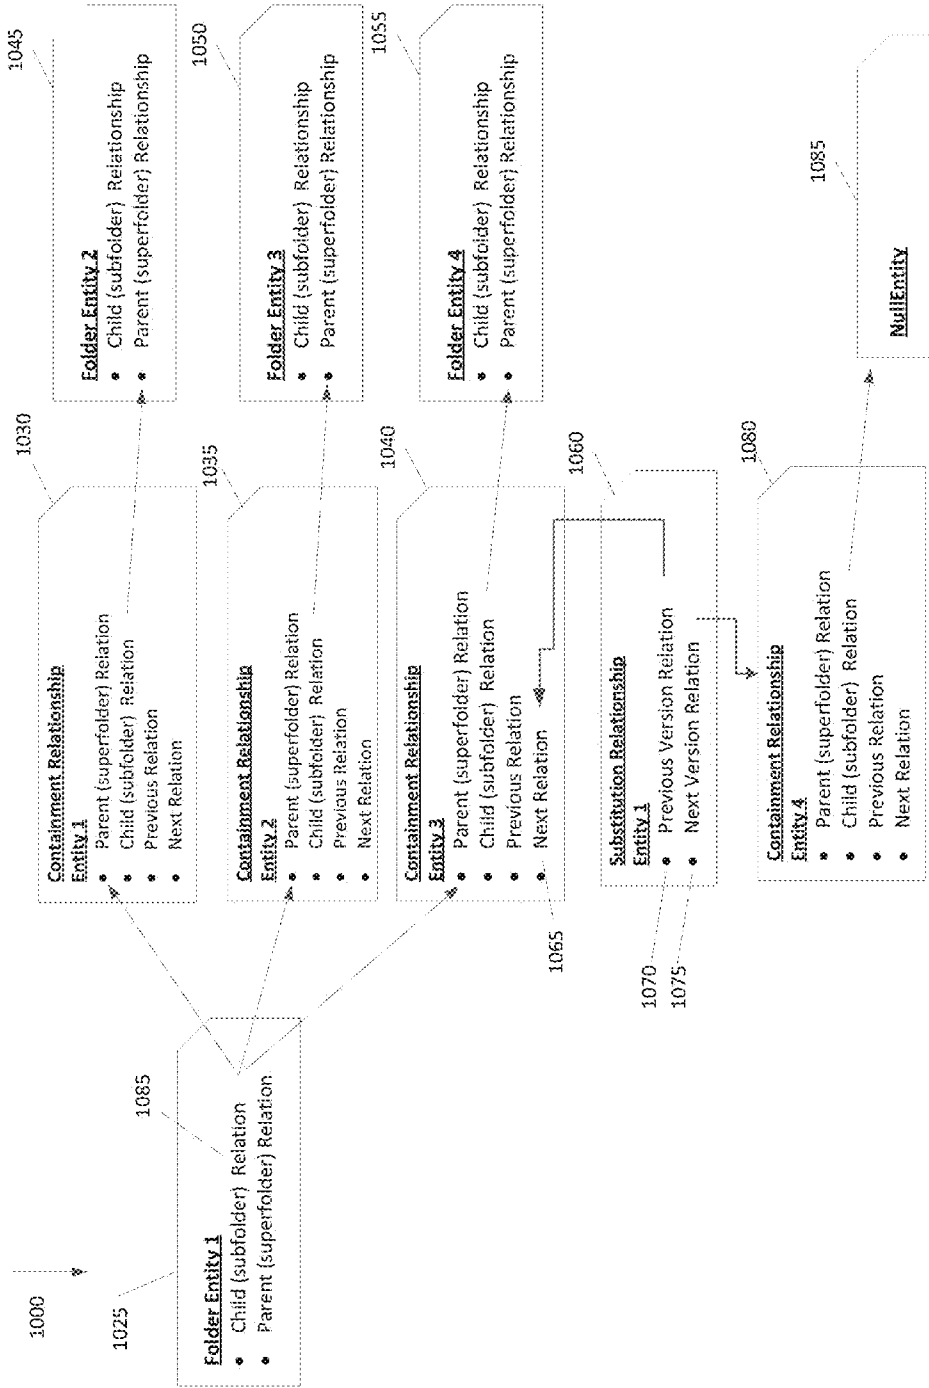 1000
1025
Folder Entity 1
• Child (subfolder) Relation
• Parent (superfolder) Relation
1085
Containment Relationship
Entity 1
• Parent (superfolder) Relation
• Child (subfolder) Relation
• Previous Relation
• Next Relation
1030
Containment Relationship
Entity 2
• Parent (superfolder) Relation
• Child (subfolder) Relation
• Previous Relation
• Next Relation
1035
Containment Relationship
Entity 3
• Parent (superfolder) Relation
• Child (subfolder) Relation
• Previous Relation
• Next Relation
1040
1065
Substitution Relationship
Entity 1
• Previous Version Relation
• Next Version Relation
1060
1070
1075
Containment Relationship
Entity 4
• Parent (superfolder) Relation
• Child (subfolder) Relation
• Previous Relation
• Next Relation
1080
Folder Entity 2
• Child (subfolder) Relationship
• Parent (superfolder) Relationship
1045
Folder Entity 3
• Child (subfolder) Relationship
• Parent (superfolder) Relationship
1050
Folder Entity 4
• Child (subfolder) Relationship
• Parent (superfolder) Relationship
1055
NullEntity
1085